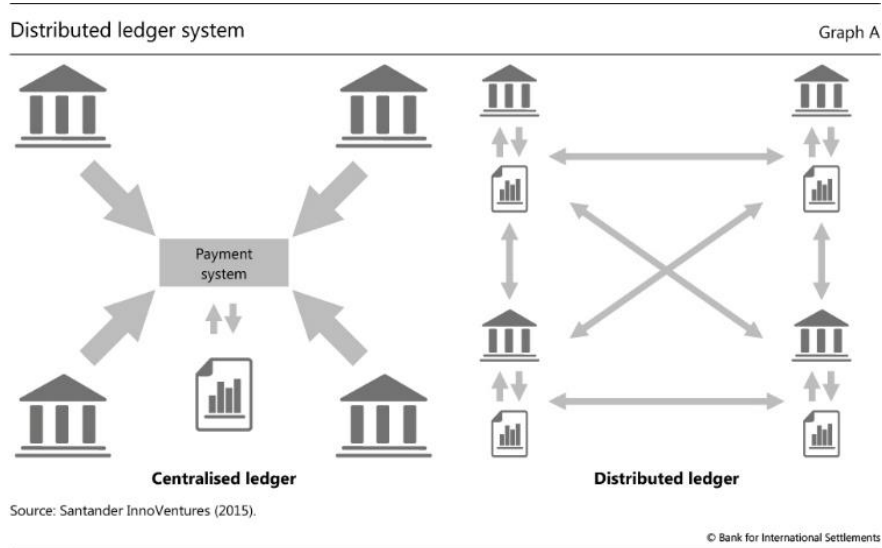 Distributed ledger system
Graph A
Payment
system
Centralised ledger
Distributed ledger
Source: Santander InnoVentures (2015).
© Bank for International Settlements